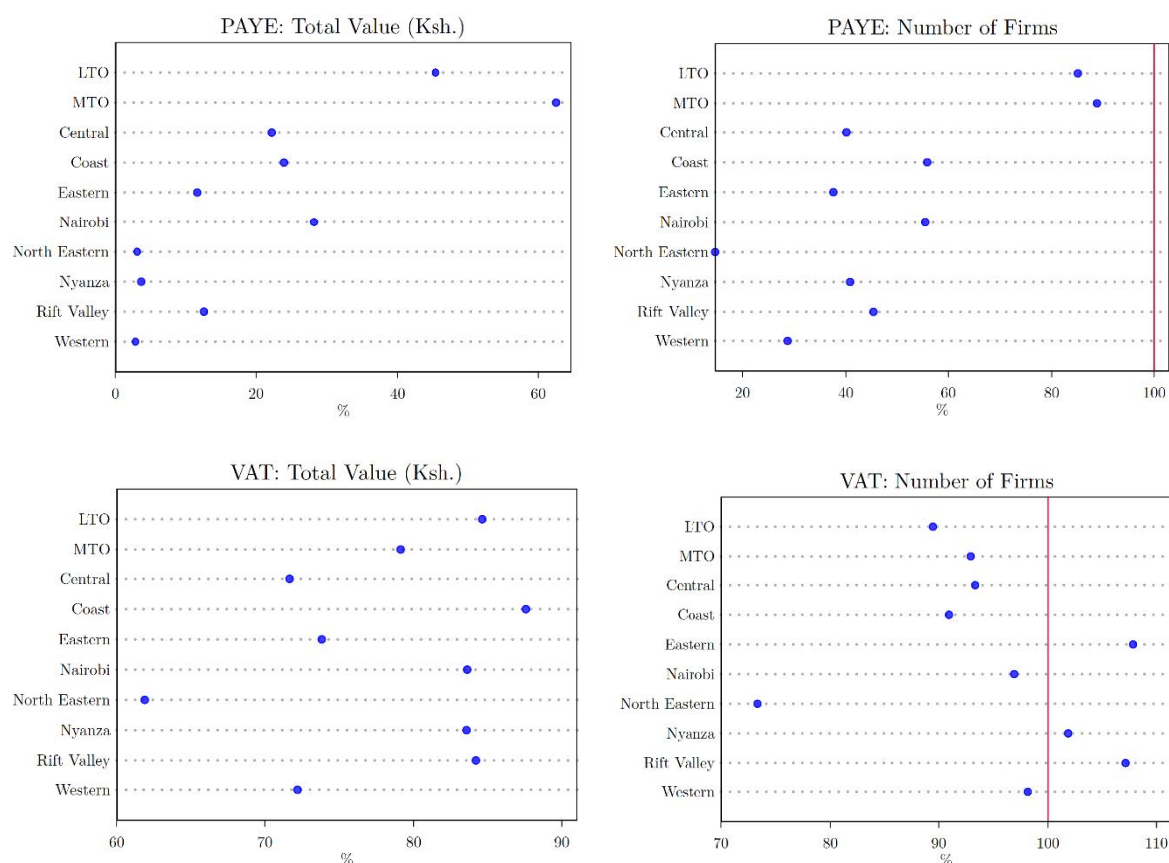 PAYE: Total Value (Ksh.)
LTO
MTO
Central
Coast
Eastern
Nairobi
North Eastern
Nyanza
Rift Valley
Western
0 20 40 60
%
PAYE: Number of Firms
LTO
MTO
Central
Coast
Eastern
Nairobi
North Eastern
Nyanza
Rift Valley
Western
20 40 60 80 100
%
VAT: Total Value (Ksh.)
LTO
MTO
Central
Coast
Eastern
Nairobi
North Eastern
Nyanza
Rift Valley
Western
60 70 80 90
%
VAT: Number of Firms
LTO
MTO
Central
Coast
Eastern
Nairobi
North Eastern
Nyanza
Rift Valley
Western
70 80 90 100 110
%